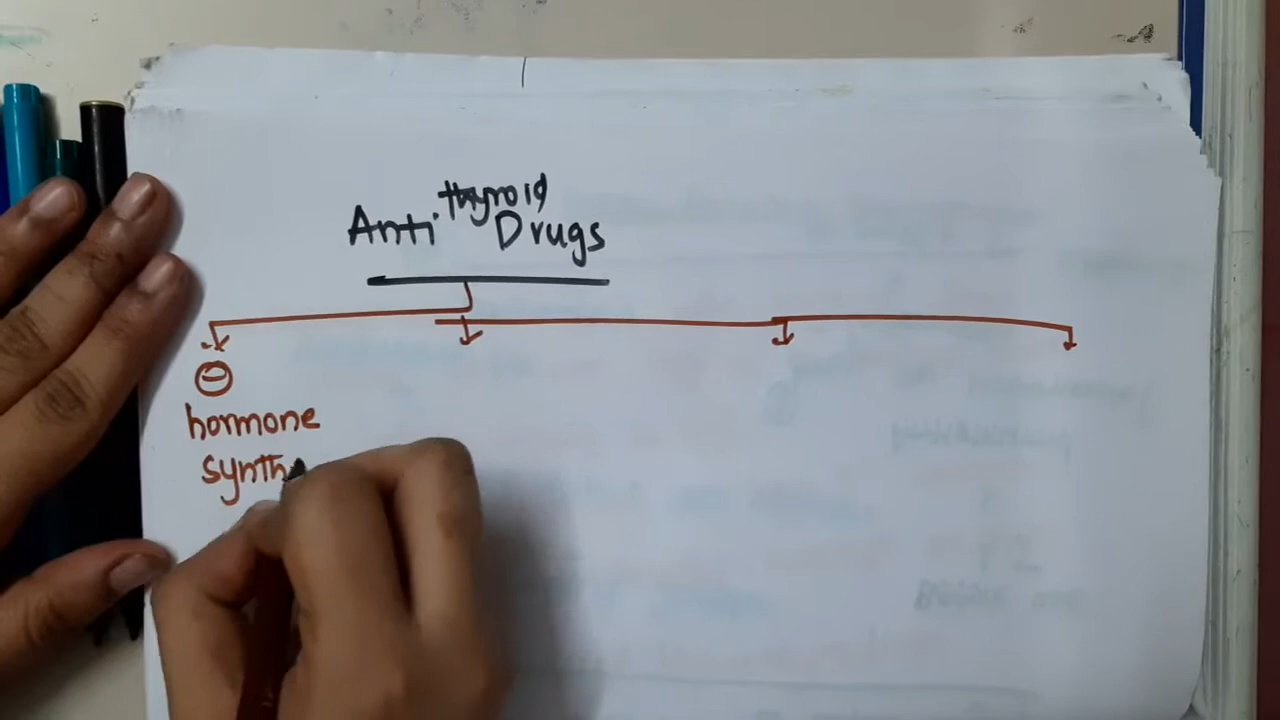 Anti thyroid Drugs
⊖
hormone
synth